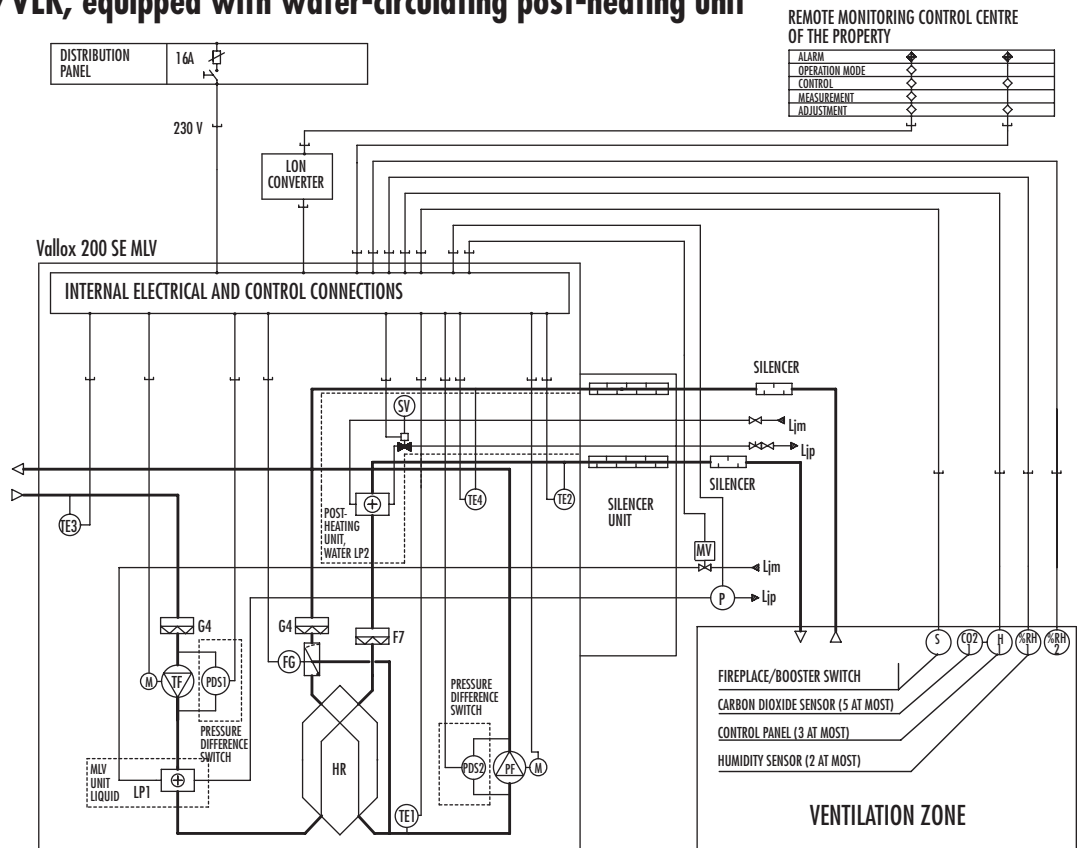 VLK, equipped with water-circulating post-heating unit
REMOTE MONITORING CONTROL CENTRE
OF THE PROPERTY
ALARM
OPERATION MODE
CONTROL
MEASUREMENT
ADJUSTMENT
DISTRIBUTION
PANEL
16A
230 V
LON
CONVERTER
Vallox 200 SE MLV
INTERNAL ELECTRICAL AND CONTROL CONNECTIONS
SILENCER
SV
Ljm
Ljp
SILENCER
TE3
TE4
TE2
POST-
HEATING
UNIT,
WATER LP2
SILENCER
UNIT
MV
Ljm
P
Ljp
G4
G4
F7
M
TF
PDS1
FG
PRESSURE
DIFFERENCE
SWITCH
PRESSURE
DIFFERENCE
SWITCH
MLV
UNIT
LIQUID
LP1
HR
PDS2
PF
M
TE1
S
CO2
1
H
1
%RH
1
%RH
2
FIREPLACE/BOOSTER SWITCH
CARBON DIOXIDE SENSOR (5 AT MOST)
CONTROL PANEL (3 AT MOST)
HUMIDITY SENSOR (2 AT MOST)
VENTILATION ZONE